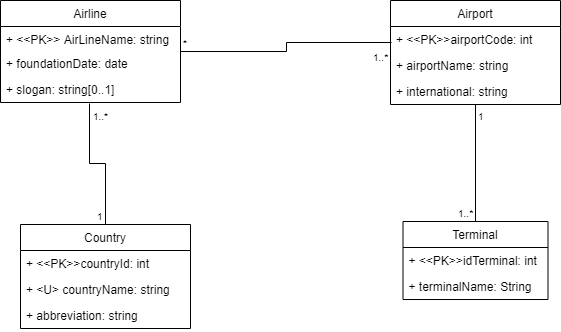 Airline
+ <<PK>> AirLineName: string
+ foundationDate: date
+ slogan: string[0..1]
*
1..*
Airport
+ <<PK>>airportCode: int
+ airportName: string
+ international: string
1..*
1
1
Country
+ <<PK>>countryId: int
+ <U> countryName: string
+ abbreviation: string
1..*
Terminal
+ <<PK>>idTerminal: int
+ terminalName: String